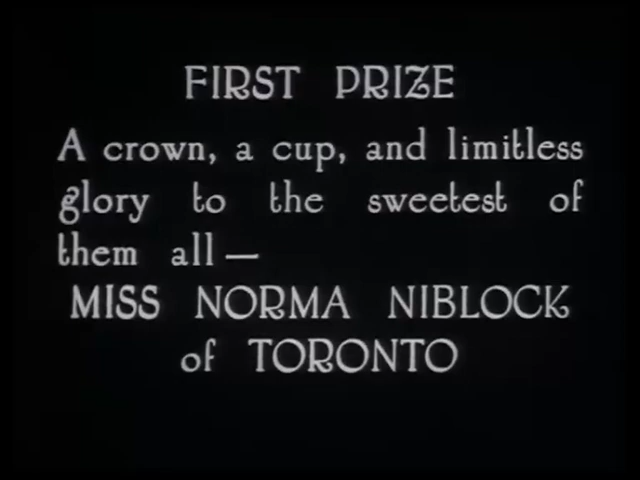 FIRST PRIZE
A crown, a cup, and limitless
glory to the sweetest of
them all —
MISS NORMA NIBLOCK
of TORONTO